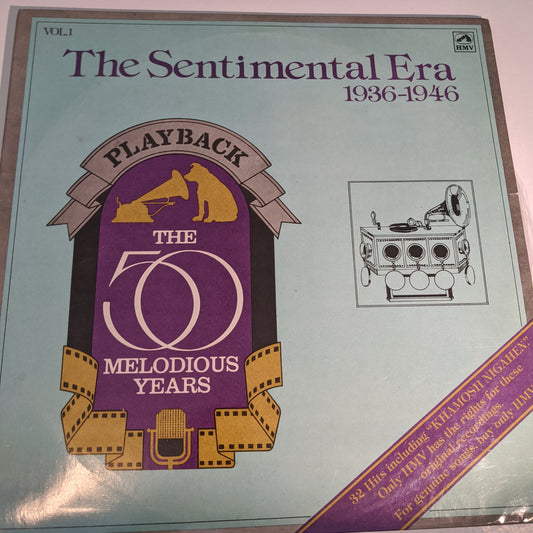 VOL.1
HMV
The Sentimental Era
1936-1946
PLAYBACK
THE
50
MELODIOUS
YEARS
32 Hits including "KHAMOSH NIGAHEN".
Only HMV has the rights for these
original recordings.
For genuine songs, buy only HMV